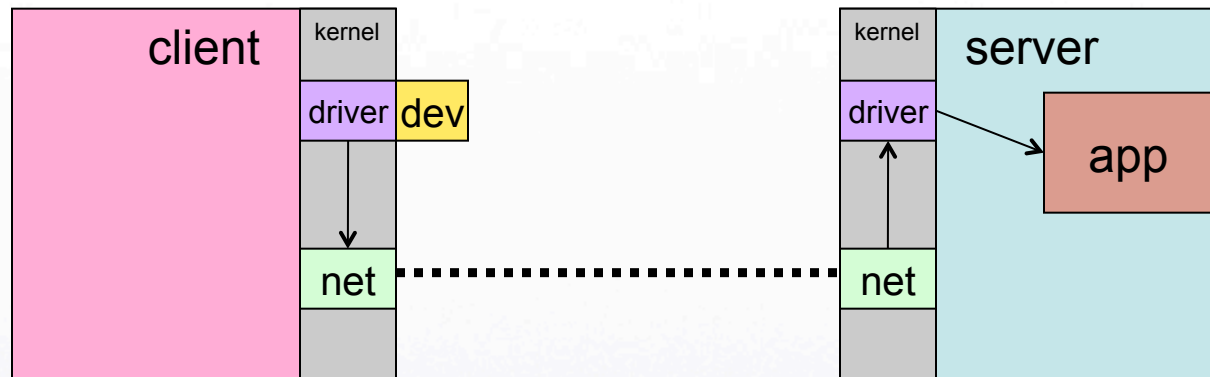 client
kernel
driver
dev
net
kernel
server
driver
app
net